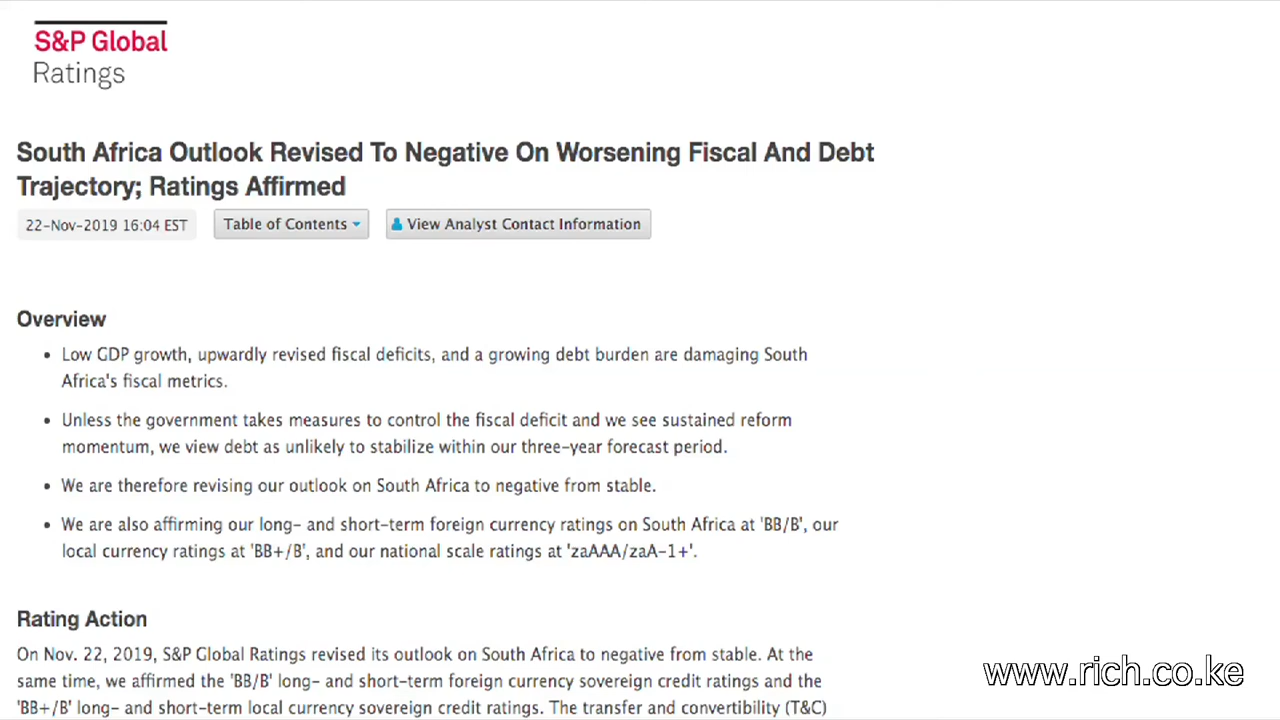 S&P Global
Ratings
South Africa Outlook Revised To Negative On Worsening Fiscal And Debt
Trajectory; Ratings Affirmed
22-Nov-2019 16:04 EST
Table of Contents
View Analyst Contact Information
Overview
• Low GDP growth, upwardly revised fiscal deficits, and a growing debt burden are damaging South
Africa's fiscal metrics.
• Unless the government takes measures to control the fiscal deficit and we see sustained reform
momentum, we view debt as unlikely to stabilize within our three-year forecast period.
• We are therefore revising our outlook on South Africa to negative from stable.
• We are also affirming our long- and short-term foreign currency ratings on South Africa at 'BB/B', our
local currency ratings at 'BB+/B', and our national scale ratings at 'zaAAA/zaA-1+'.
Rating Action
On Nov. 22, 2019, S&P Global Ratings revised its outlook on South Africa to negative from stable. At the
same time, we affirmed the 'BB/B' long- and short-term foreign currency sovereign credit ratings and the
'BB+/B' long- and short-term local currency sovereign credit ratings. The transfer and convertibility (T&C)
www.rich.co.ke